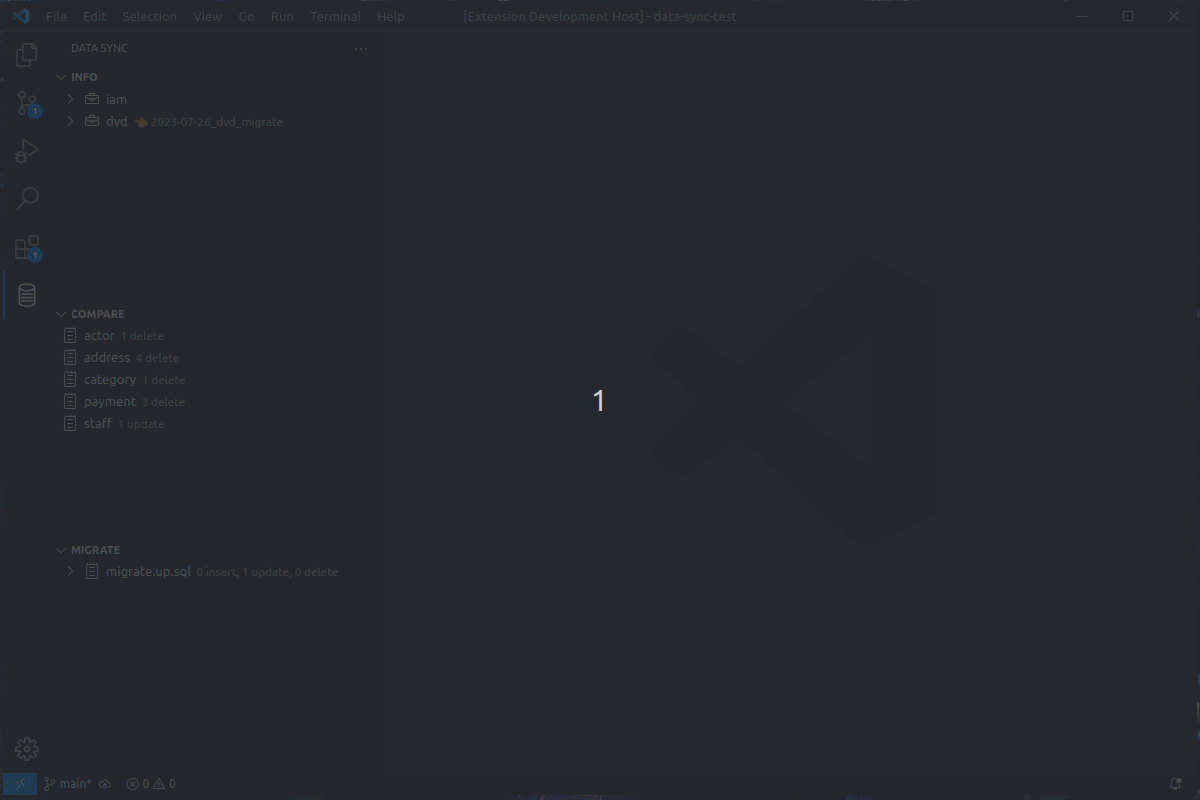 File Edit Selection View Go Run Terminal Help [Extension Development Host] - data-sync-test
DATA SYNC
INFO
iam
dvd 2023-07-26_dvd_migrate
1
1
COMPARE
actor 1 delete
address 4 delete
category 1 delete
payment 3 delete
staff 1 update
1
MIGRATE
migrate.up.sql 0 insert, 1 update, 0 delete
main* 0 0